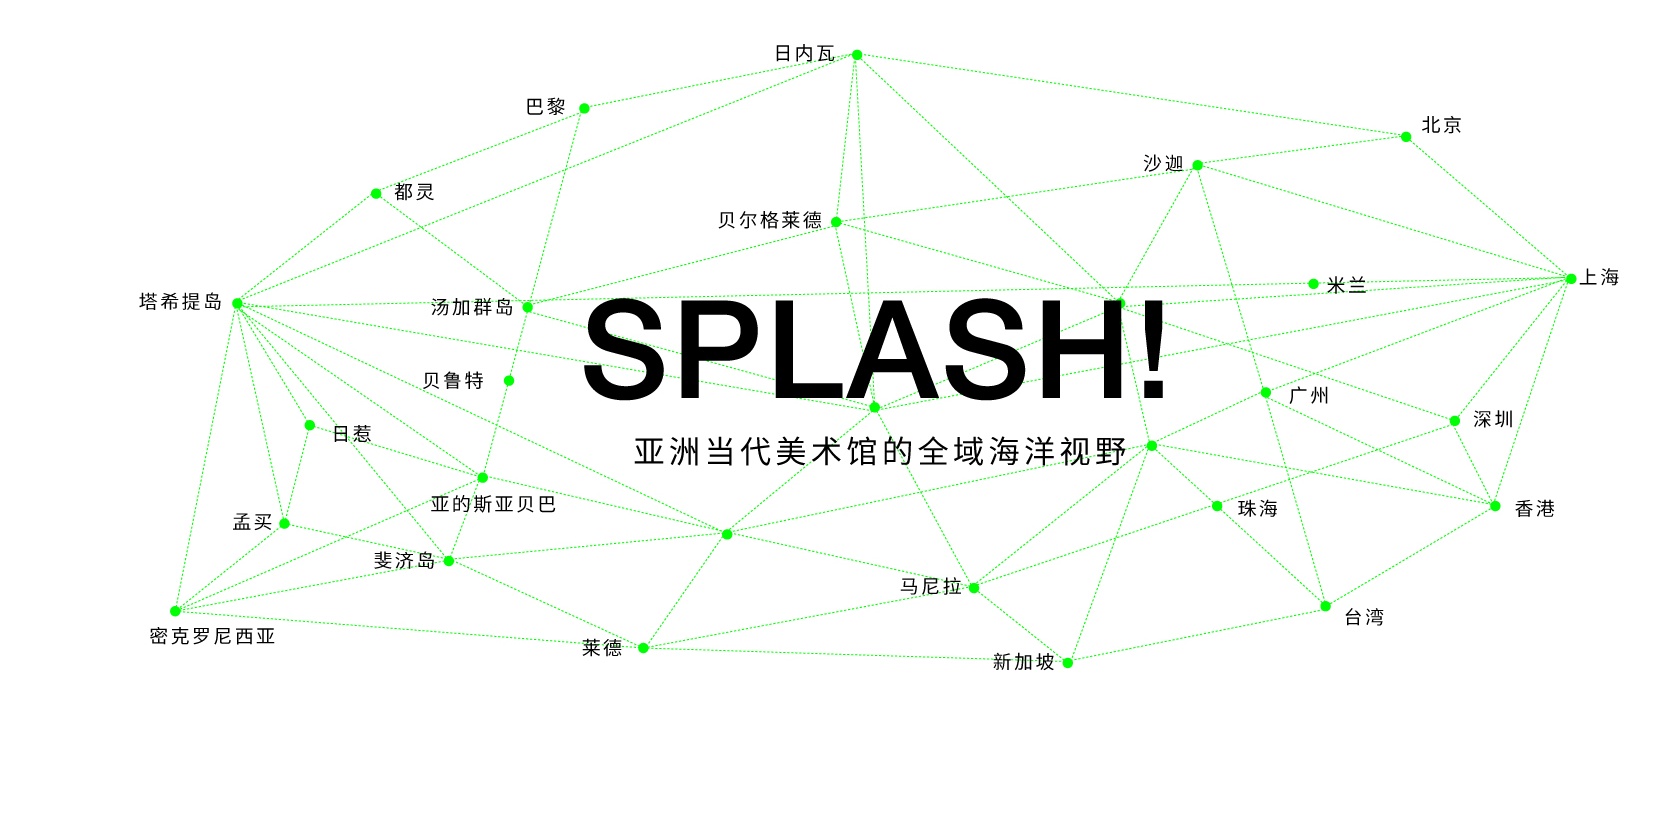 日内瓦
巴黎
北京
沙迦
都灵
贝尔格莱德
上海
米兰
塔希提岛
汤加群岛
SPLASH!
贝鲁特
广州
深圳
日惹
亚洲当代美术馆的全域海洋视野
亚的斯亚贝巴
珠海
香港
孟买
斐济岛
马尼拉
台湾
密克罗尼西亚
莱德
新加坡